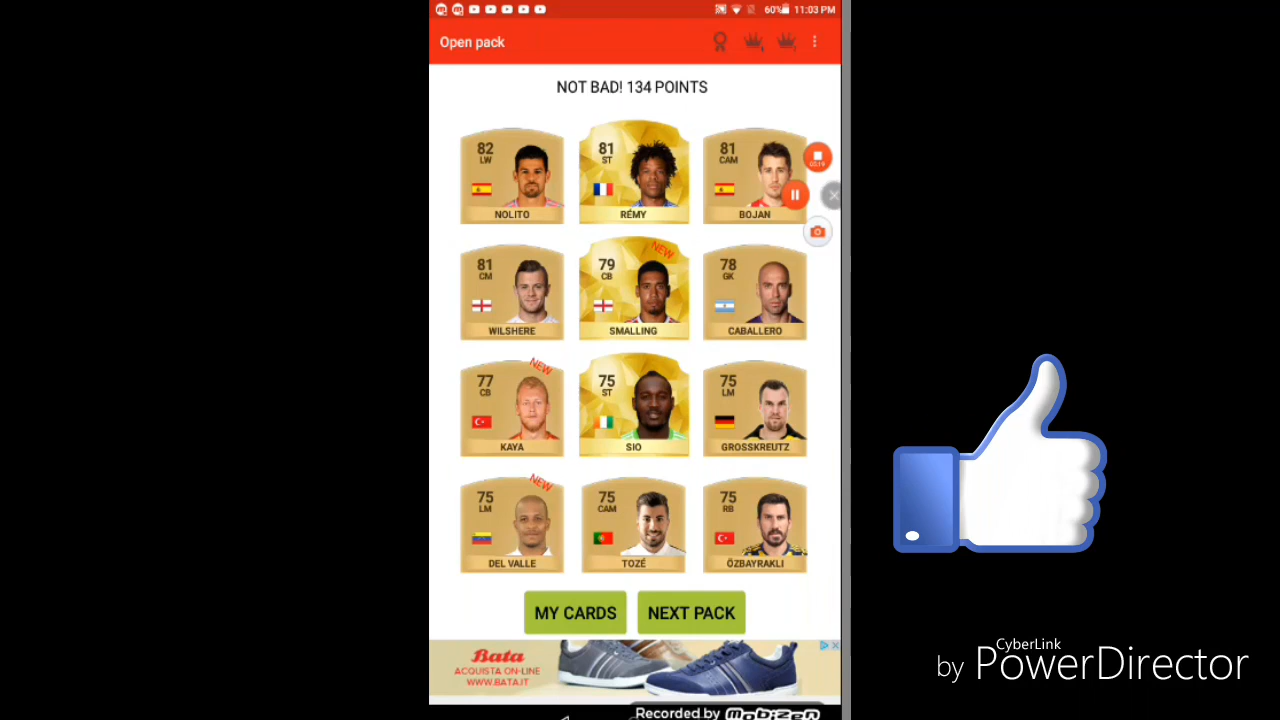 60% 11:03 PM
Open pack
NOT BAD! 134 POINTS
82 LW NOLITO
81 ST RÉMY
81 CAM BOJAN
81 CM WILSHERE
NEW 79 CB SMALLING
78 GK CABALLERO
NEW 77 CB KAYA
75 ST SIO
75 LM GROSSKREUTZ
NEW 75 LM DEL VALLE
75 CAM TOZÉ
75 RB ÖZBAYRAKLI
MY CARDS NEXT PACK
Bata
ACQUISTA ON-LINE
WWW.BATA.IT
Recorded by MOBIZEN
CyberLink
by PowerDirector